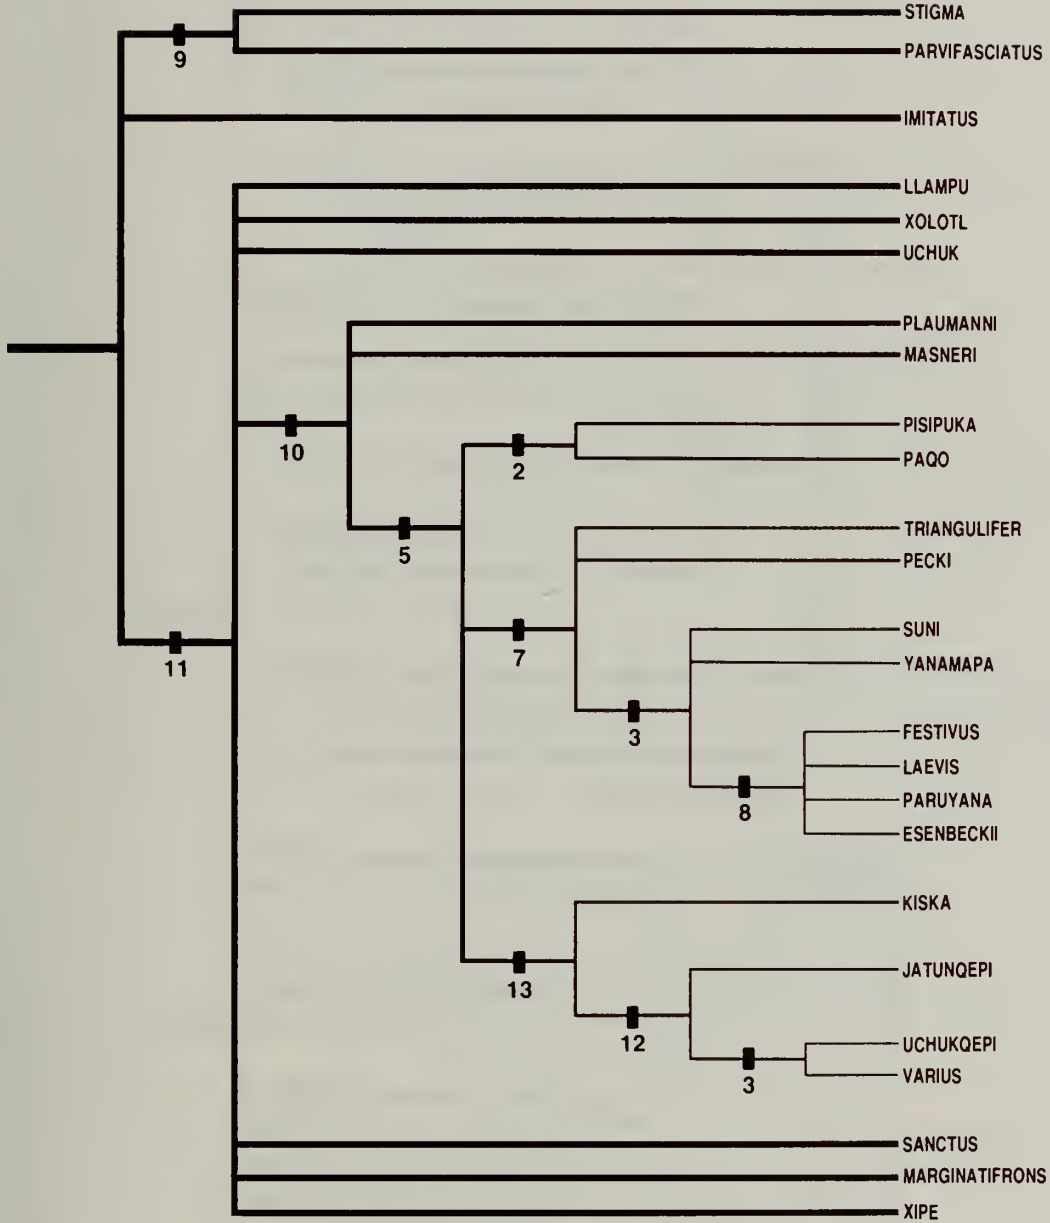 STIGMA
9
PARVIFASCIATUS
IMITATUS
LLAMPU
XOLOTL
UCHUK
PLAUMANNI
MASNERI
PISIPUKA
10
PAQO
2
TRIANGULIFER
5
PECKI
SUNI
7
YANAMAPA
FESTIVUS
11
3
LAEVIS
PARUYANA
8
ESENBECKII
KISKA
JATUNQEPI
13
UCHUKQEPI
12
VARIUS
3
SANCTUS
MARGINATIFRONS
XIPE